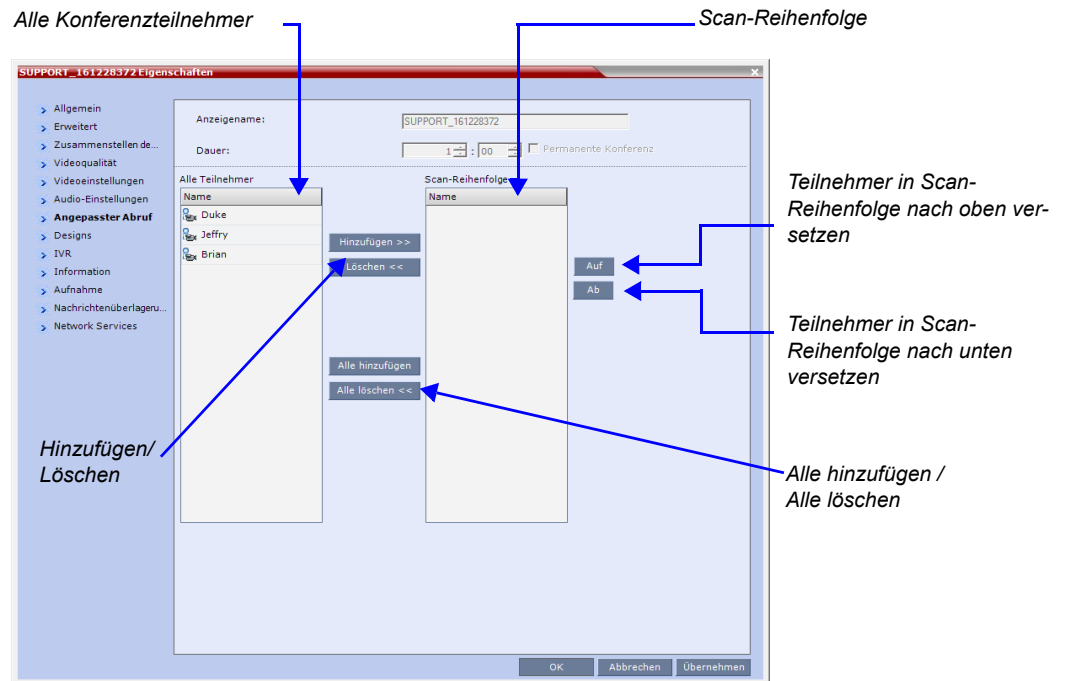 Alle Konferenzteilnehmer
Scan-Reihenfolge
SUPPORT_161228372 Eigenschaften
x
Allgemein
Erweitert
Zusammenstellen de...
Videoqualität
Videoeinstellungen
Audio-Einstellungen
Angepasster Abruf
Designs
IVR
Information
Aufnahme
Nachrichtenüberlageru...
Network Services
Anzeigename:
SUPPORT_161228372
Dauer:
1 : 00
Permanente Konferenz
Alle Teilnehmer
Name
Duke
Jeffry
Brian
Hinzufügen >>
Löschen <<
Alle hinzufügen
Alle löschen <<
Scan-Reihenfolge
Name
Auf
Ab
OK
Abbrechen
Übernehmen
Teilnehmer in Scan-
Reihenfolge nach oben ver-
setzen
Teilnehmer in Scan-
Reihenfolge nach unten
versetzen
Hinzufügen/
Löschen
Alle hinzufügen /
Alle löschen